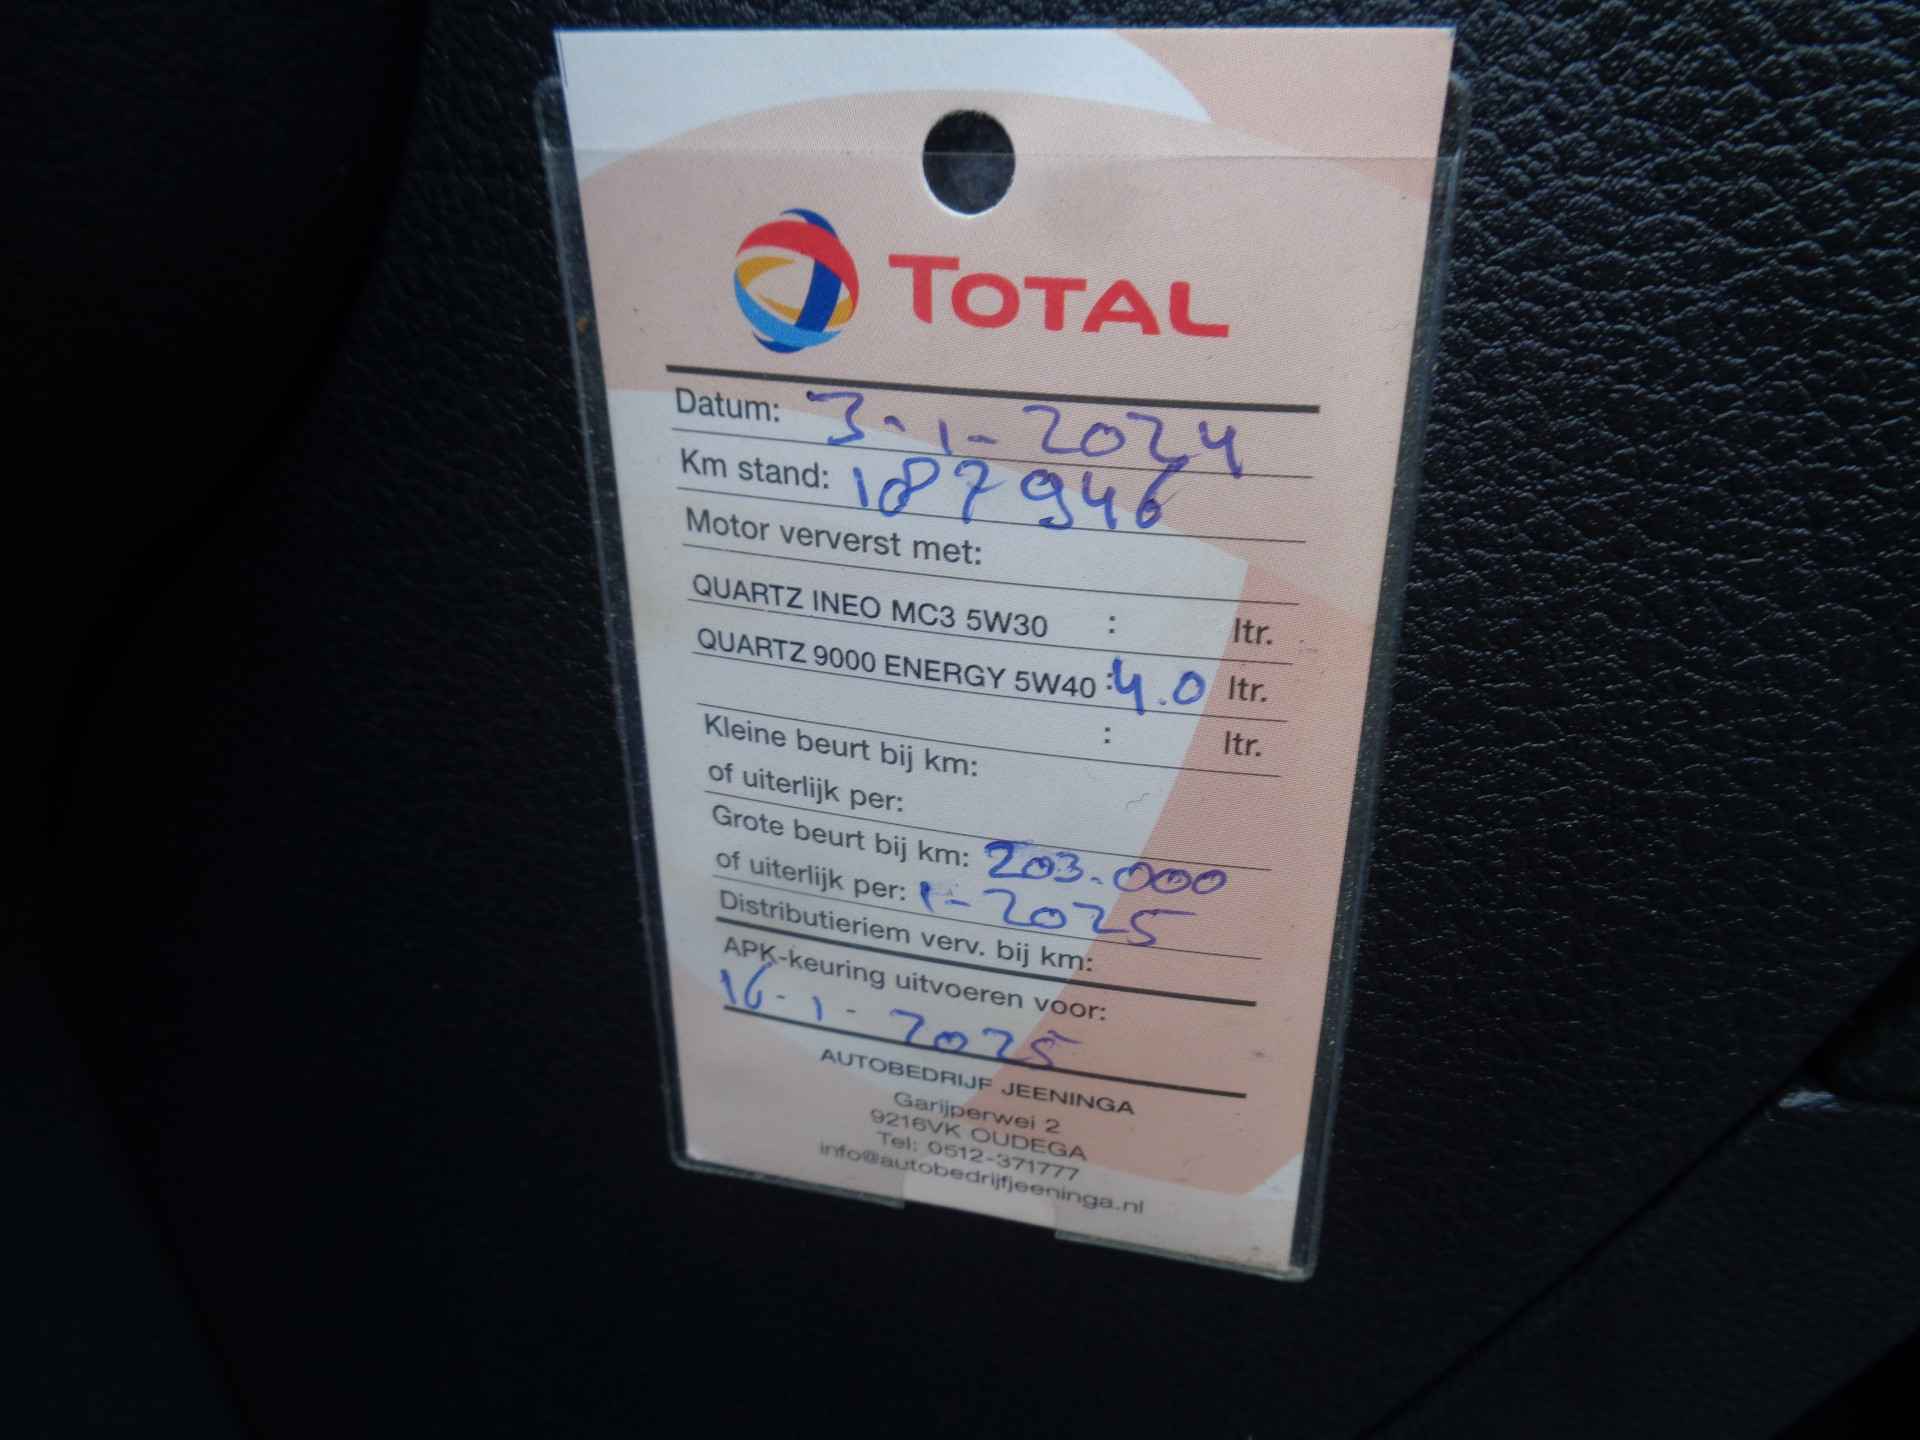 TOTAL
Datum: 3-1-2024
Km stand: 187946
Motor ververst met:
QUARTZ INEO MC3 5W30 : ltr.
QUARTZ 9000 ENERGY 5W40 : 4.0 ltr.
: ltr.
Kleine beurt bij km:
of uiterlijk per:
Grote beurt bij km: 203.000
of uiterlijk per: 1-2025
Distributieriem verv. bij km:
APK-keuring uitvoeren voor:
16-1-2025
AUTOBEDRIJF JEENINGA
Garijperwei 2
9216VK OUDEGA
Tel: 0512-371777
info@autobedrijfjeeninga.nl